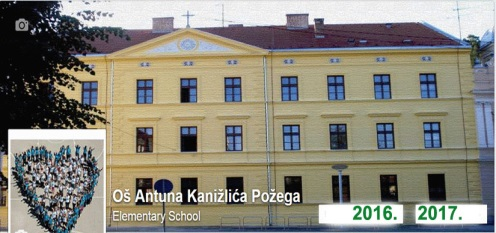 Oš Antuna Kanižlića Požega
Elementary School
2016. 2017.